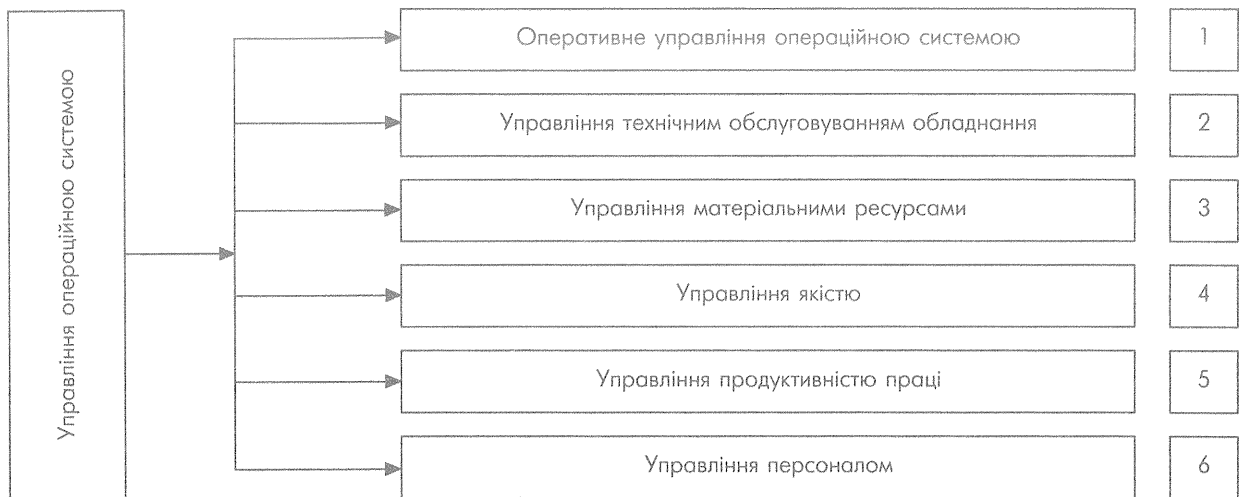 Управління операційною системою
Оперативне управління операційною системою
1
Управління технічним обслуговуванням обладнання
2
Управління матеріальними ресурсами
3
Управління якістю
4
Управління продуктивністю праці
5
Управління персоналом
6